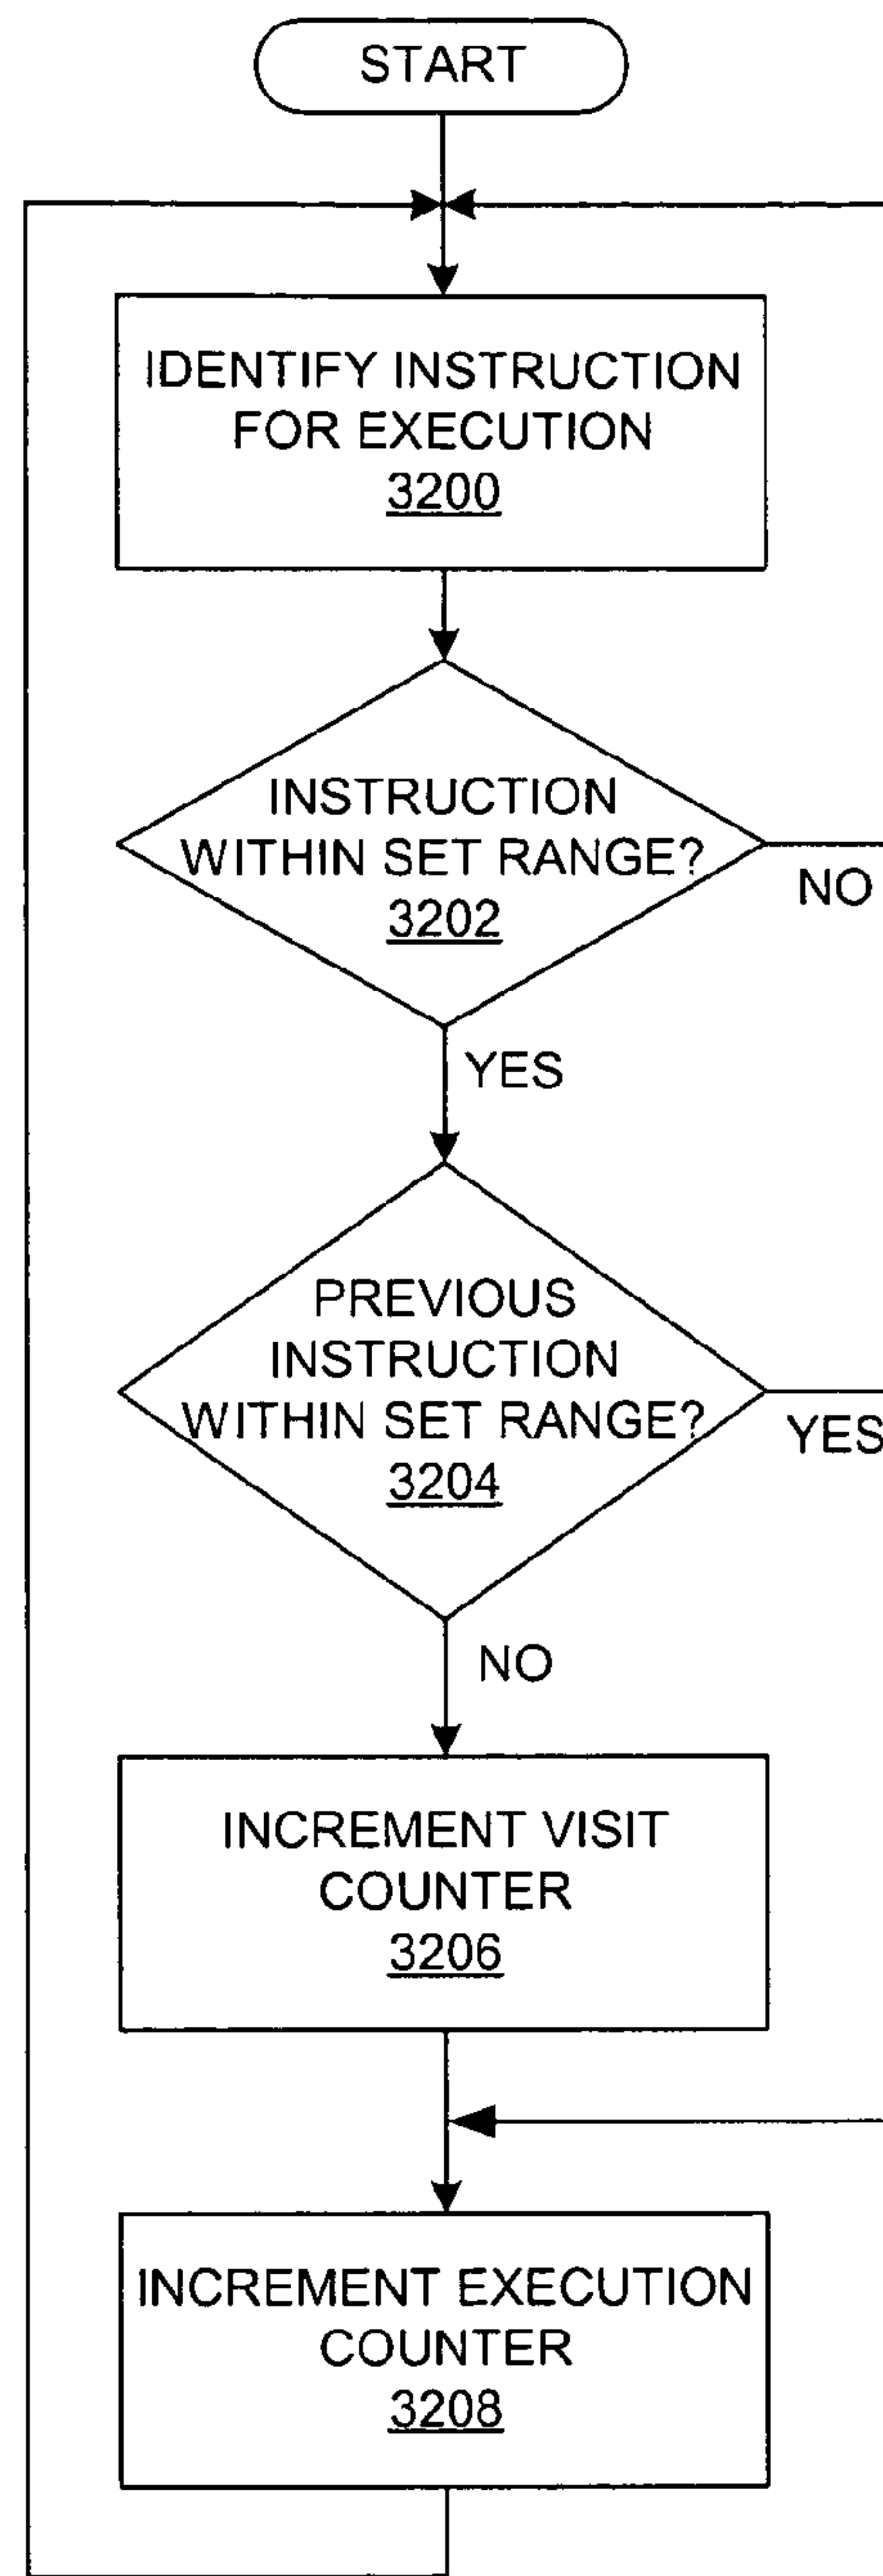 START
IDENTIFY INSTRUCTION
FOR EXECUTION
3200
INSTRUCTION
WITHIN SET RANGE?
3202
NO
YES
PREVIOUS
INSTRUCTION
WITHIN SET RANGE?
3204
YES
NO
INCREMENT VISIT
COUNTER
3206
INCREMENT EXECUTION
COUNTER
3208